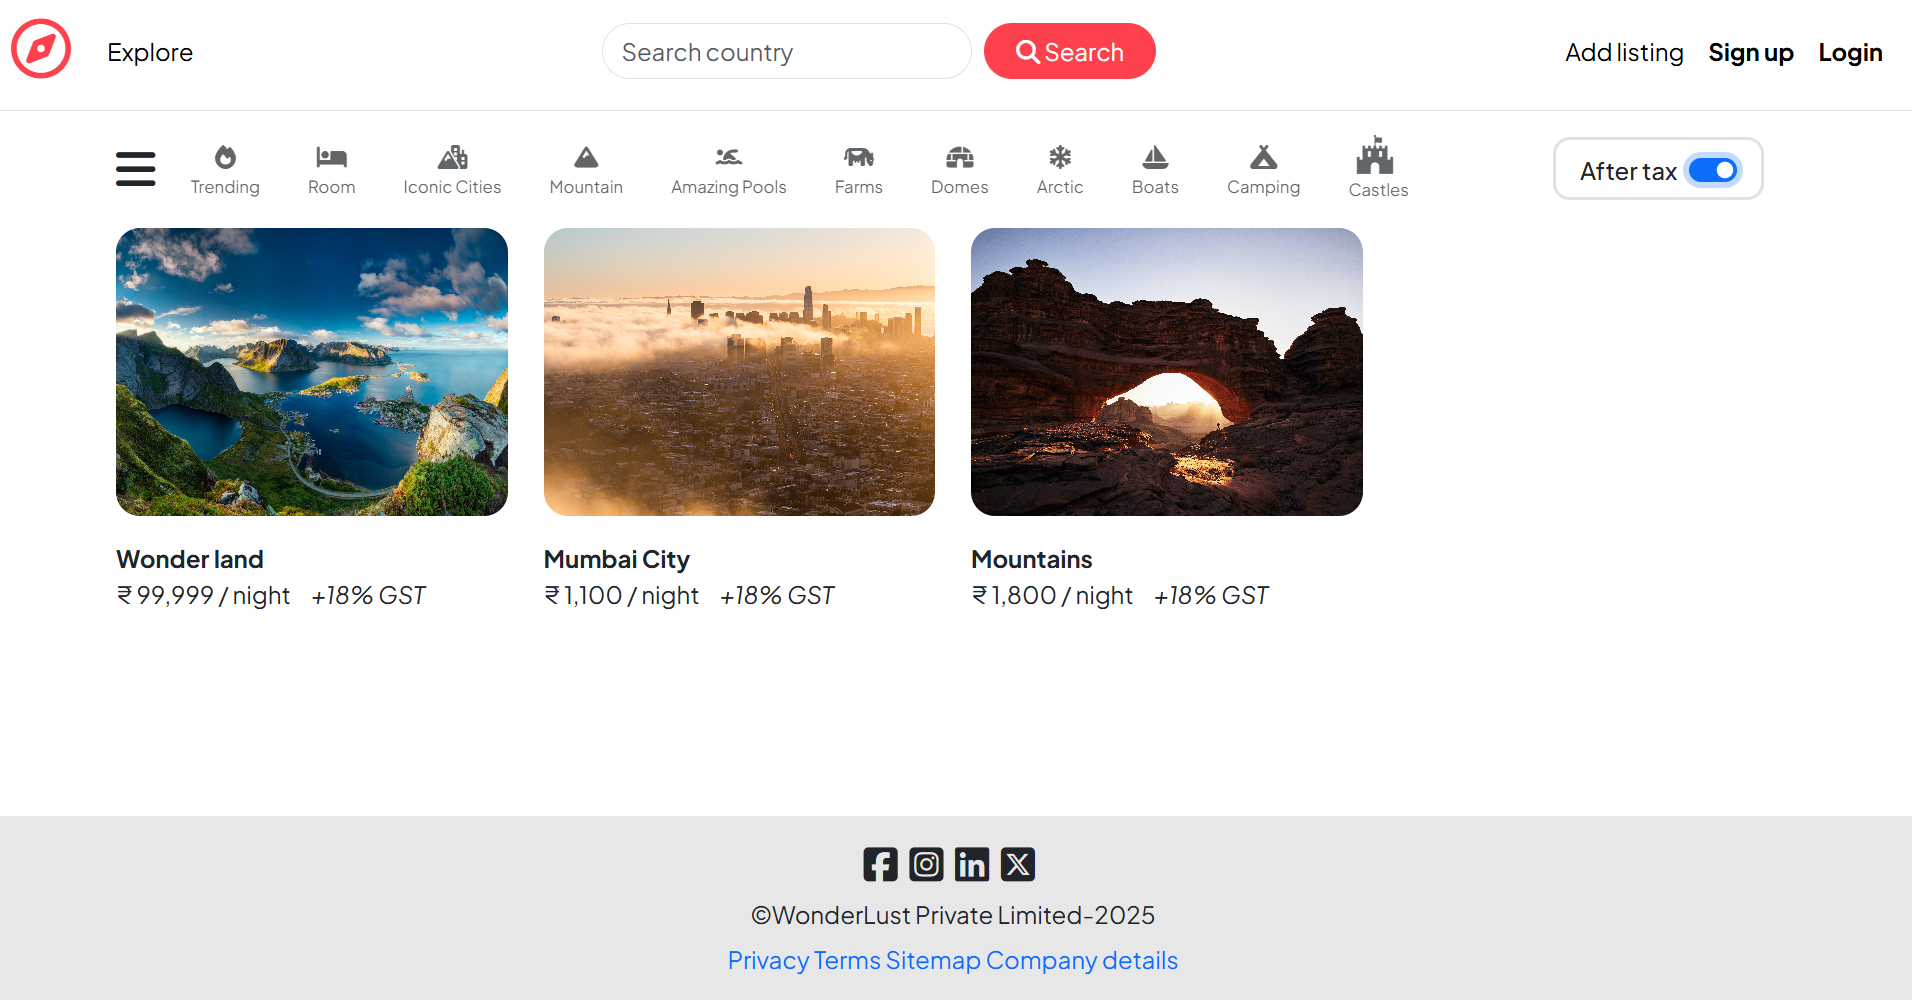 Explore
Search country
Search
Add listing
Sign up
Login
Trending
Room
Iconic Cities
Mountain
Amazing Pools
Farms
Domes
Arctic
Boats
Camping
Castles
After tax
Wonder land
₹ 99,999 / night +18% GST
Mumbai City
₹ 1,100 / night +18% GST
Mountains
₹ 1,800 / night +18% GST
©WonderLust Private Limited-2025
Privacy Terms Sitemap Company details